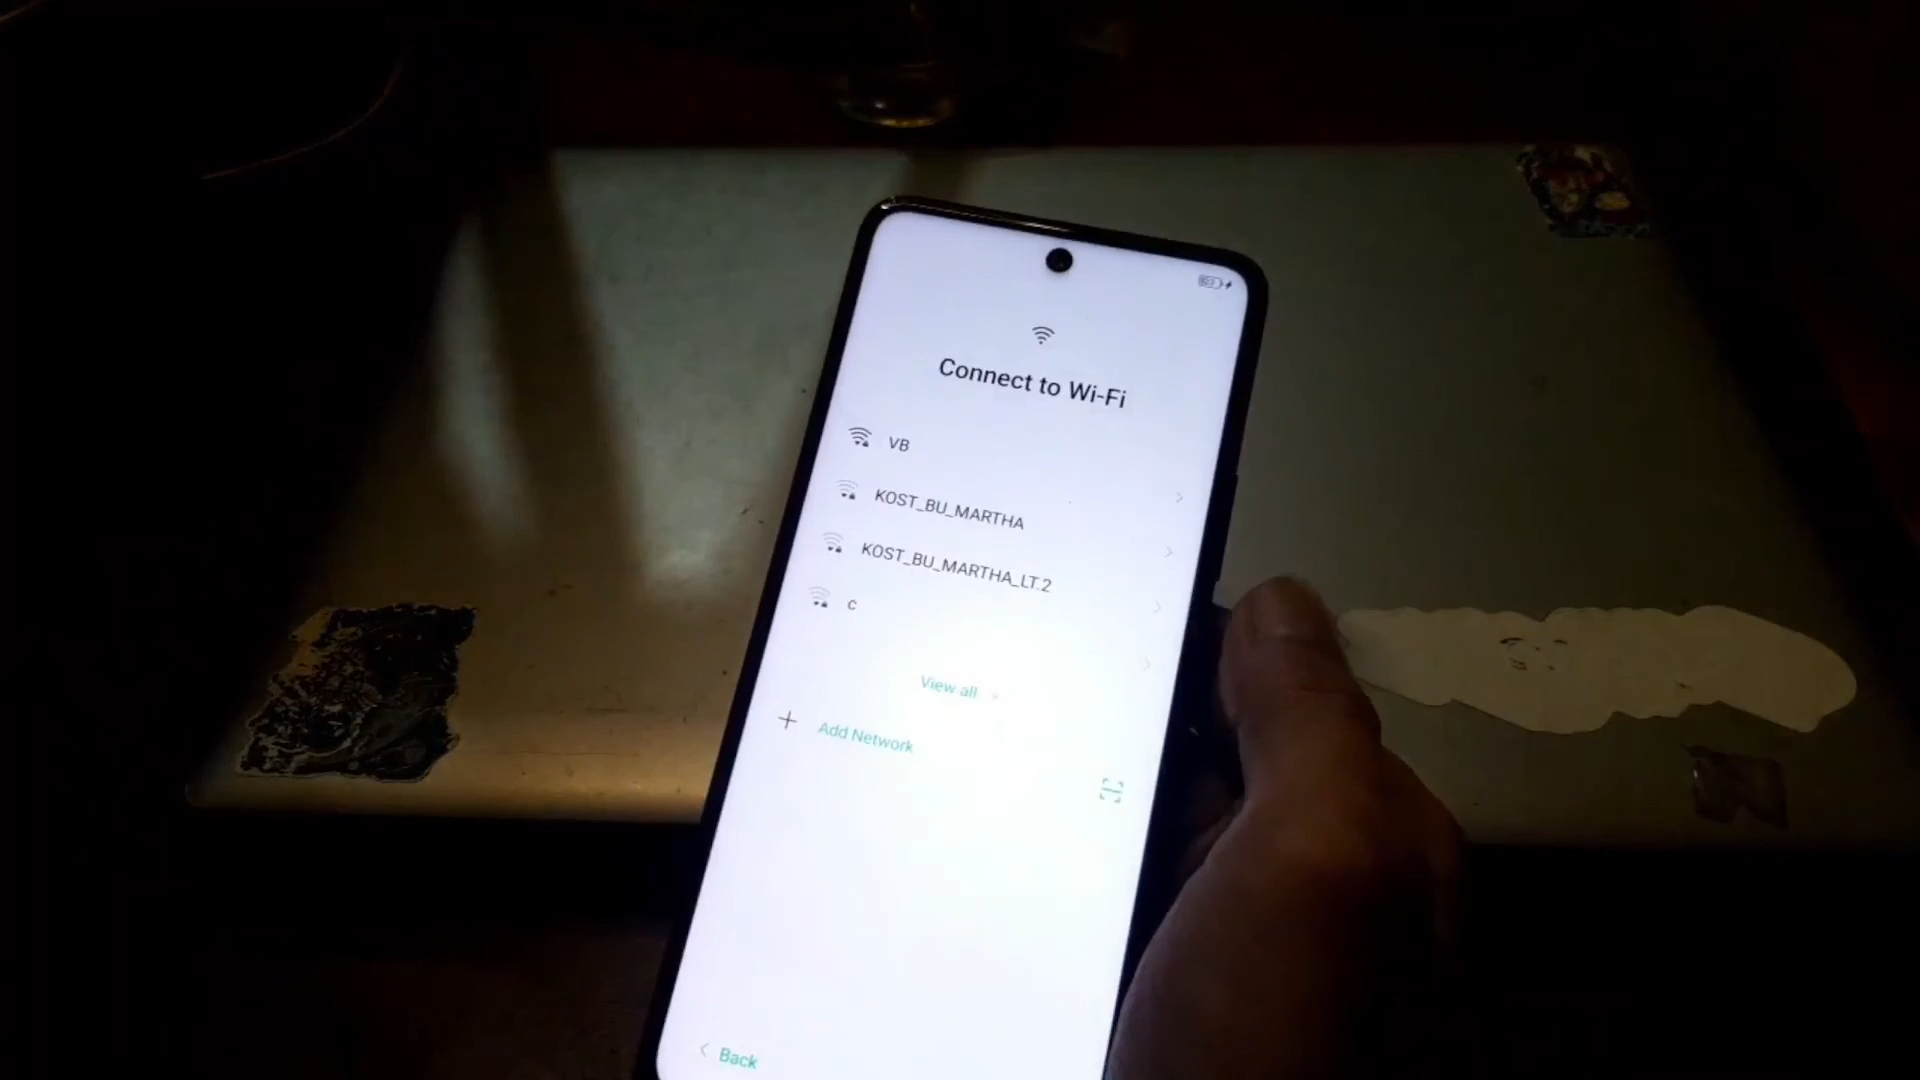 Connect to Wi-Fi
VB
KOST_BU_MARTHA
KOST_BU_MARTHA_LT.2
C
View all
Add Network
Back